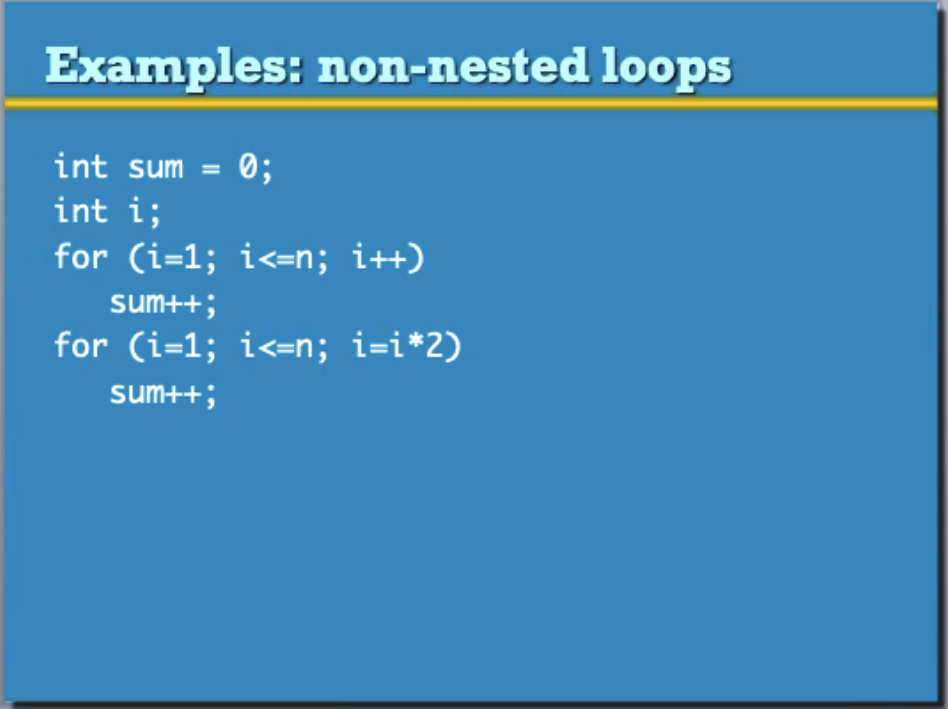 Examples: non-nested loops
int sum = 0;
int i;
for (i=1; i<=n; i++)
   sum++;
for (i=1; i<=n; i=i*2)
   sum++;